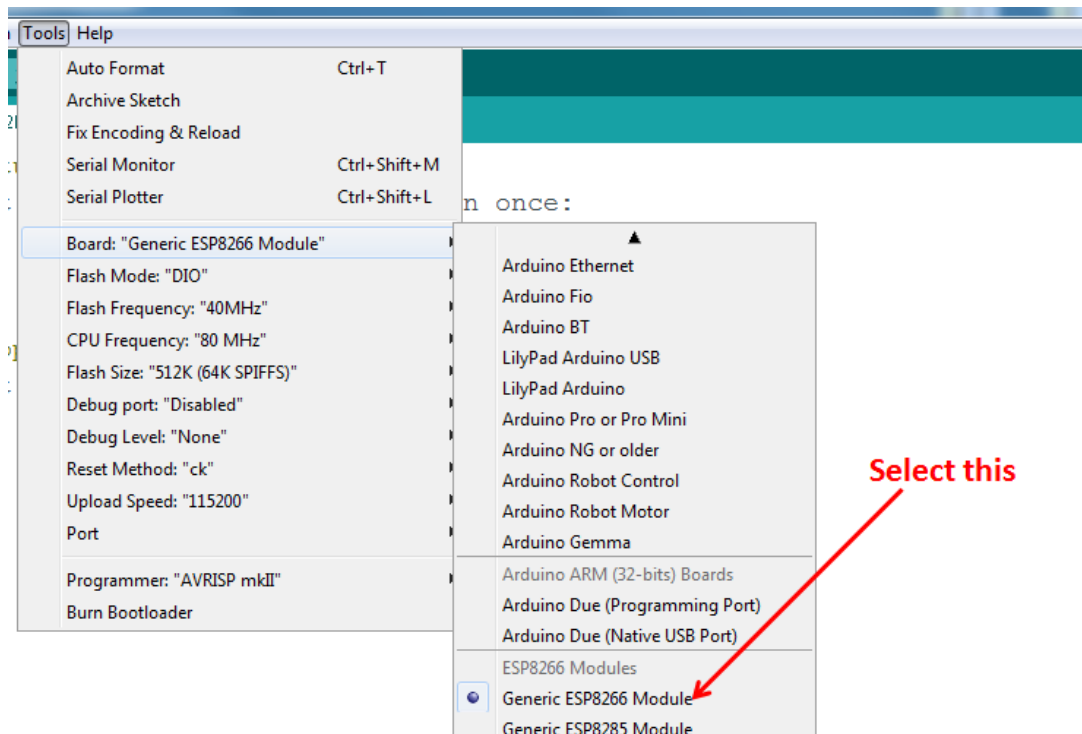 Tools Help
Auto Format Ctrl+T
Archive Sketch
Fix Encoding & Reload
Serial Monitor Ctrl+Shift+M
Serial Plotter Ctrl+Shift+L
n once:
Board: "Generic ESP8266 Module"
Flash Mode: "DIO"
Flash Frequency: "40MHz"
CPU Frequency: "80 MHz"
Flash Size: "512K (64K SPIFFS)"
Debug port: "Disabled"
Debug Level: "None"
Reset Method: "ck"
Upload Speed: "115200"
Port
Programmer: "AVRISP mkII"
Burn Bootloader
Arduino Ethernet
Arduino Fio
Arduino BT
LilyPad Arduino USB
LilyPad Arduino
Arduino Pro or Pro Mini
Arduino NG or older
Arduino Robot Control
Arduino Robot Motor
Arduino Gemma
Arduino ARM (32-bits) Boards
Arduino Due (Programming Port)
Arduino Due (Native USB Port)
ESP8266 Modules
Generic ESP8266 Module
Generic ESP8285 Module
Select this